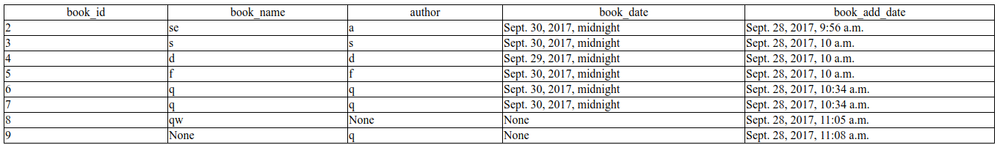 book_id book_name author book_date book_add_date
2 se a Sept. 30, 2017, midnight Sept. 28, 2017, 9:56 a.m.
3 s s Sept. 30, 2017, midnight Sept. 28, 2017, 10 a.m.
4 d d Sept. 29, 2017, midnight Sept. 28, 2017, 10 a.m.
5 f f Sept. 30, 2017, midnight Sept. 28, 2017, 10 a.m.
6 q q Sept. 30, 2017, midnight Sept. 28, 2017, 10:34 a.m.
7 q q Sept. 30, 2017, midnight Sept. 28, 2017, 10:34 a.m.
8 qw None None Sept. 28, 2017, 11:05 a.m.
9 None q None Sept. 28, 2017, 11:08 a.m.